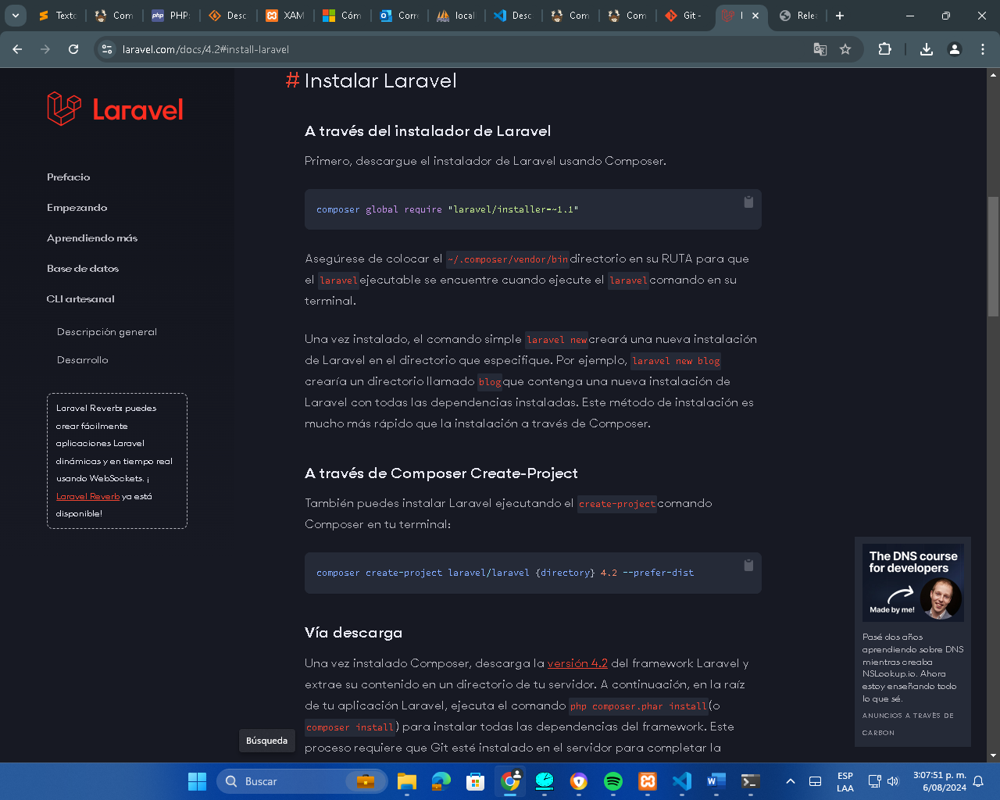 Texto
Com
php PHP:
Desc
XAM
Cóm
Corre
locall
Desc
Com
Com
Git -
Rele
laravel.com/docs/4.2#install-laravel
Laravel
Prefacio
Empezando
Aprendiendo más
Base de datos
CLI artesanal
Descripción general
Desarrollo
Laravel Reverb: puedes
crear fácilmente
aplicaciones Laravel
dinámicas y en tiempo real
usando WebSockets. ¡
Laravel Reverb ya está
disponible!
# Instalar Laravel
A través del instalador de Laravel
Primero, descargue el instalador de Laravel usando Composer.
composer global require "laravel/installer=~1.1"
Asegúrese de colocar el ~/.composer/vendor/bin directorio en su RUTA para que
el laravel ejecutable se encuentre cuando ejecute el laravel comando en su
terminal.
Una vez instalado, el comando simple laravel new creará una nueva instalación
de Laravel en el directorio que especifique. Por ejemplo, laravel new blog
crearía un directorio llamado blog que contenga una nueva instalación de
Laravel con todas las dependencias instaladas. Este método de instalación es
mucho más rápido que la instalación a través de Composer.
A través de Composer Create-Project
También puedes instalar Laravel ejecutando el create-project comando
Composer en tu terminal:
composer create-project laravel/laravel {directory} 4.2 --prefer-dist
Vía descarga
Una vez instalado Composer, descarga la versión 4.2 del framework Laravel y
extrae su contenido en un directorio de tu servidor. A continuación, en la raíz
de tu aplicación Laravel, ejecuta el comando php composer.phar install (o
composer install) para instalar todas las dependencias del framework. Este
proceso requiere que Git esté instalado en el servidor para completar la
The DNS course
for developers
Made by me!
Pasé dos años
aprendiendo sobre DNS
mientras creaba
NSLookup.io. Ahora
estoy enseñando todo
lo que sé.
ANUNCIOS A TRAVÉS DE
CARBON
Búsqueda
Buscar
ESP
LAA
3:07:51 p. m.
6/08/2024